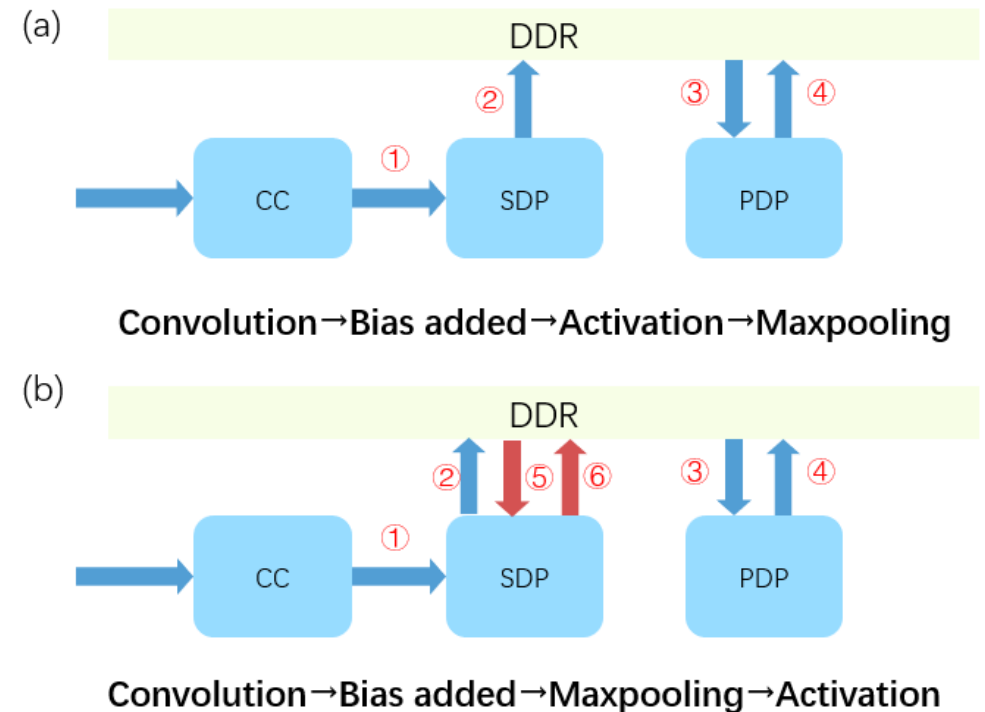 (a)
DDR
② ③ ④
①
CC SDP PDP
Convolution→Bias added→Activation→Maxpooling
(b)
DDR
② ⑤ ⑥ ③ ④
①
CC SDP PDP
Convolution→Bias added→Maxpooling→Activation